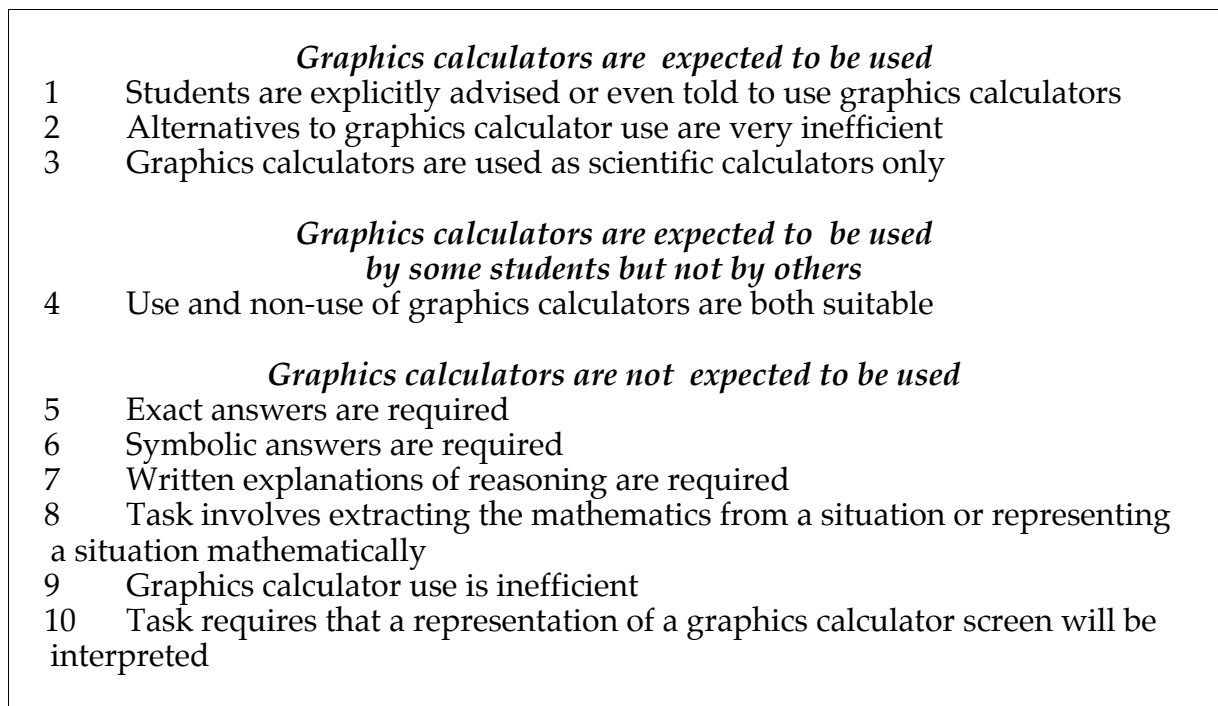 Graphics calculators are expected to be used
1 Students are explicitly advised or even told to use graphics calculators
2 Alternatives to graphics calculator use are very inefficient
3 Graphics calculators are used as scientific calculators only
Graphics calculators are expected to be used
by some students but not by others
4 Use and non-use of graphics calculators are both suitable
Graphics calculators are not expected to be used
5 Exact answers are required
6 Symbolic answers are required
7 Written explanations of reasoning are required
8 Task involves extracting the mathematics from a situation or representing
a situation mathematically
9 Graphics calculator use is inefficient
10 Task requires that a representation of a graphics calculator screen will be
interpreted